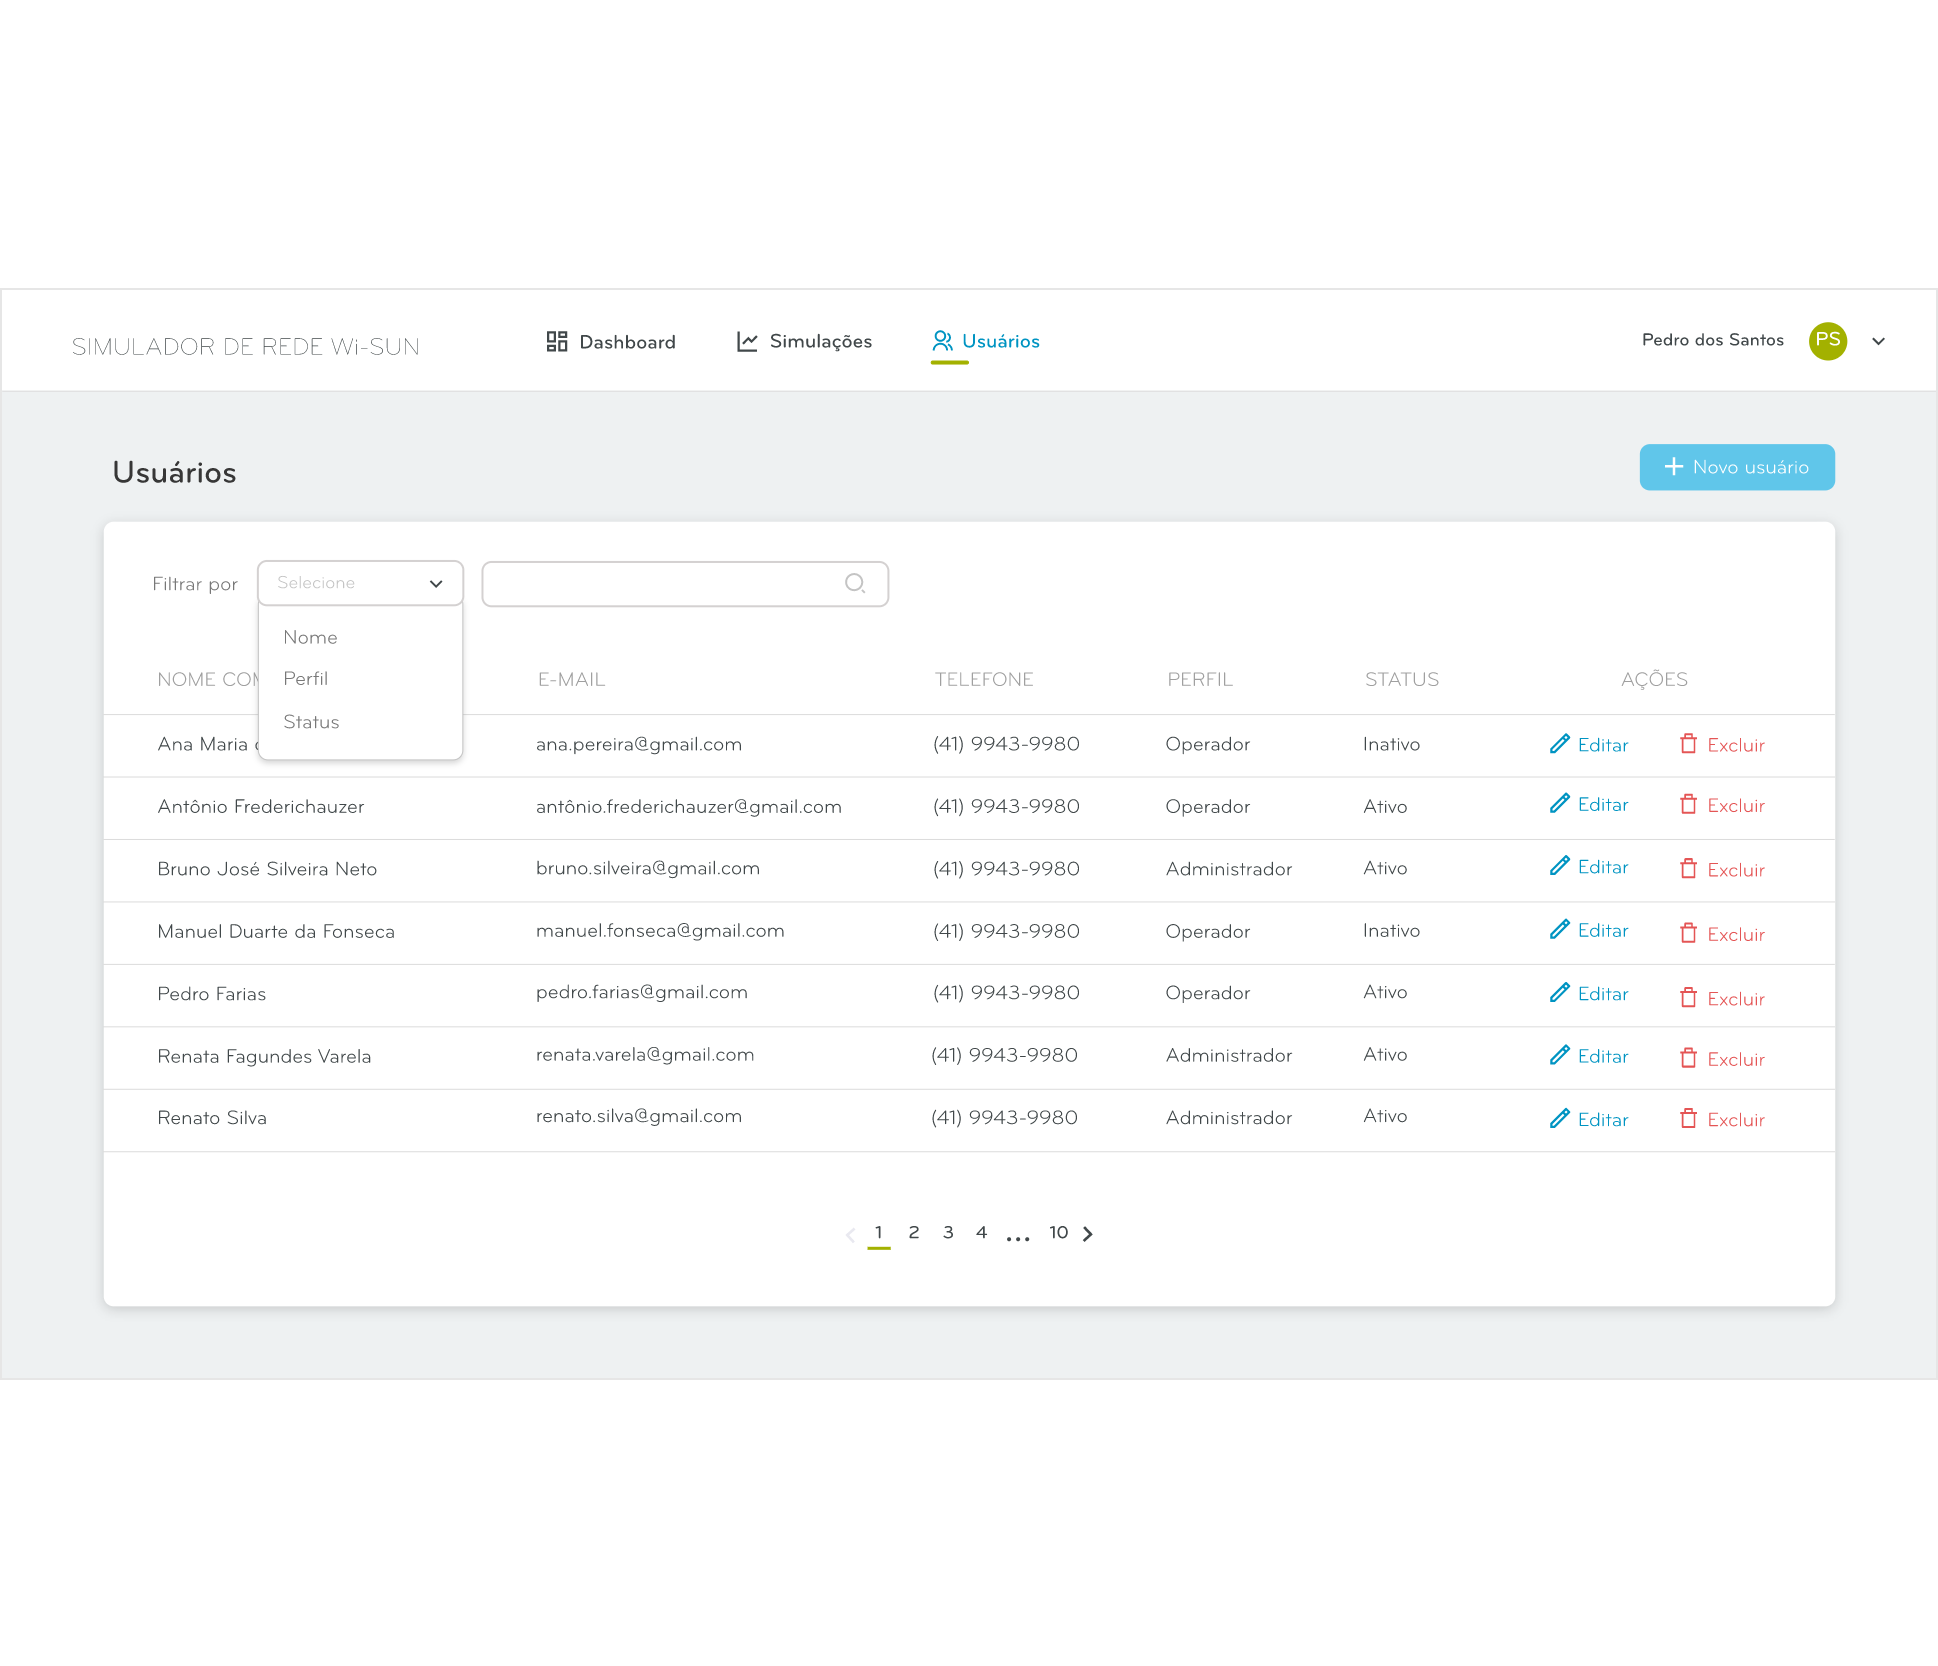 SIMULADOR DE REDE Wi-SUN Dashboard Simulações Usuários Pedro dos Santos PS
Usuários + Novo usuário
Filtrar por Selecione
Nome
Perfil
Status
NOME E-MAIL TELEFONE PERFIL STATUS AÇÕES
Ana Maria ana.pereira@gmail.com (41) 9943-9980 Operador Inativo Editar Excluir
Antônio Frederichauzer antônio.frederichauzer@gmail.com (41) 9943-9980 Operador Ativo Editar Excluir
Bruno José Silveira Neto bruno.silveira@gmail.com (41) 9943-9980 Administrador Ativo Editar Excluir
Manuel Duarte da Fonseca manuel.fonseca@gmail.com (41) 9943-9980 Operador Inativo Editar Excluir
Pedro Farias pedro.farias@gmail.com (41) 9943-9980 Operador Ativo Editar Excluir
Renata Fagundes Varela renata.varela@gmail.com (41) 9943-9980 Administrador Ativo Editar Excluir
Renato Silva renato.silva@gmail.com (41) 9943-9980 Administrador Ativo Editar Excluir
1 2 3 4 ... 10